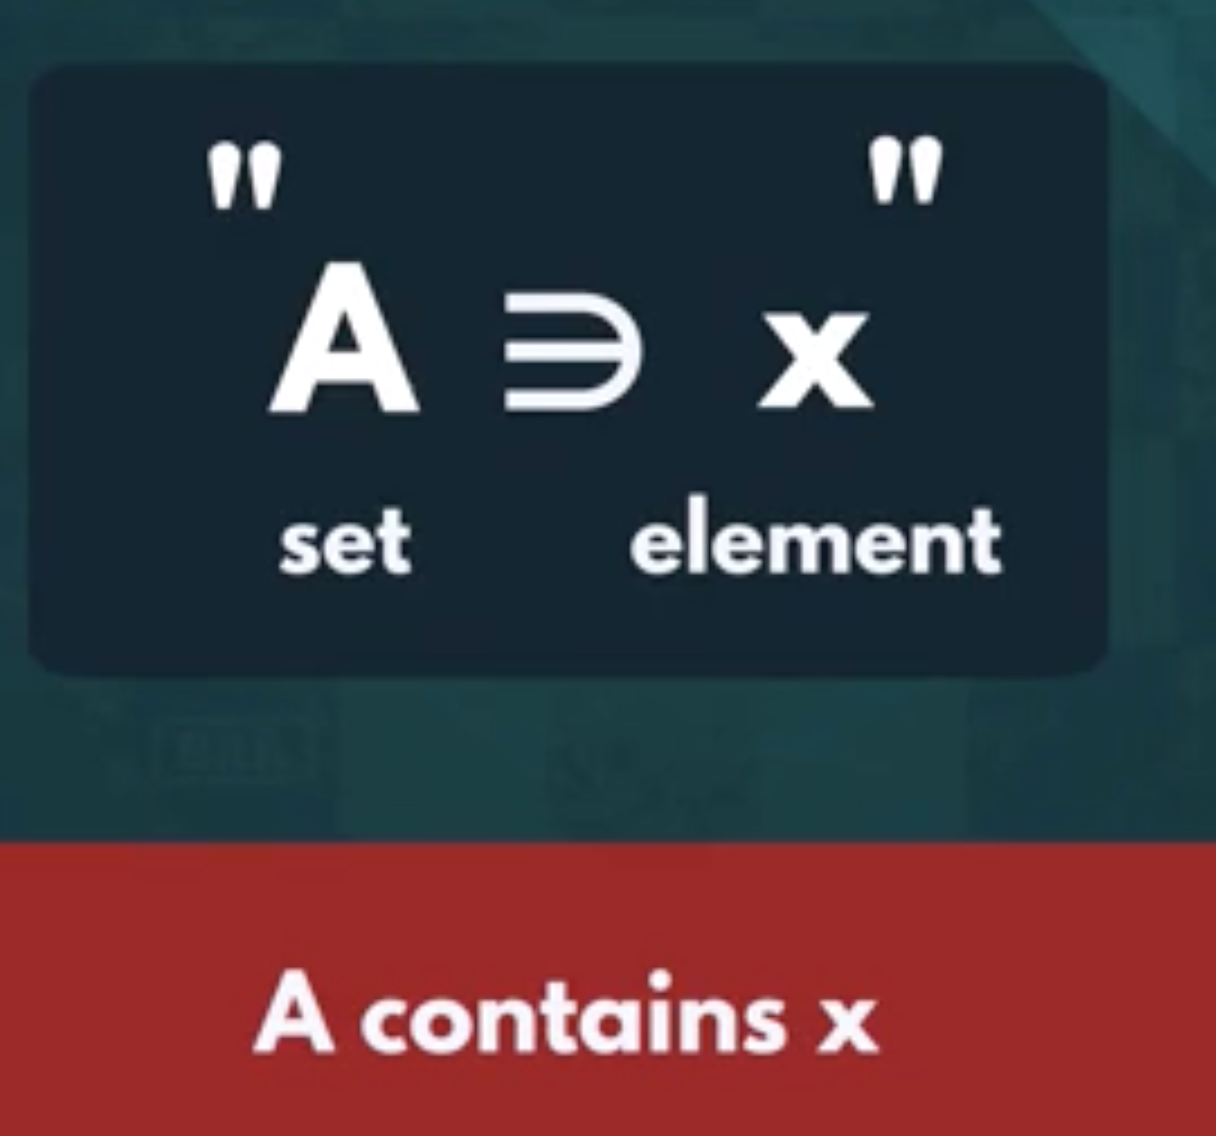 "A ∋ x"
set element
A contains x